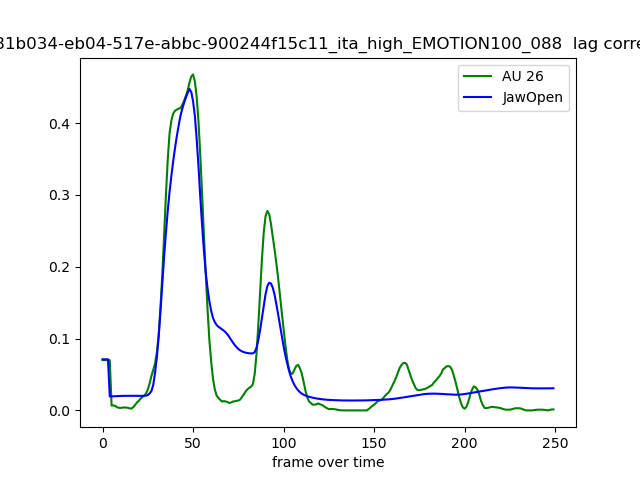 31b034-eb04-517e-abbc-900244f15c11_ita_high_EMOTION100_088 lag corre
AU 26
JawOpen
0.4
0.3
0.2
0.1
0.0
0 50 100 150 200 250
frame over time